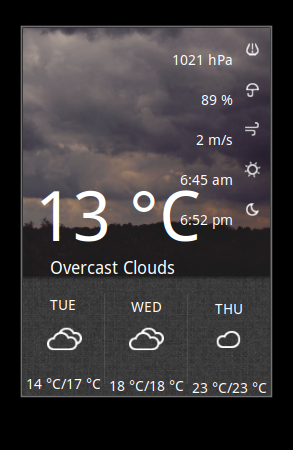 1021 hPa
89 %
2 m/s
6:45 am
13 °C
6:52 pm
Overcast Clouds
TUE
WED
THU
14 °C/17 °C
18 °C/18 °C
23 °C/23 °C